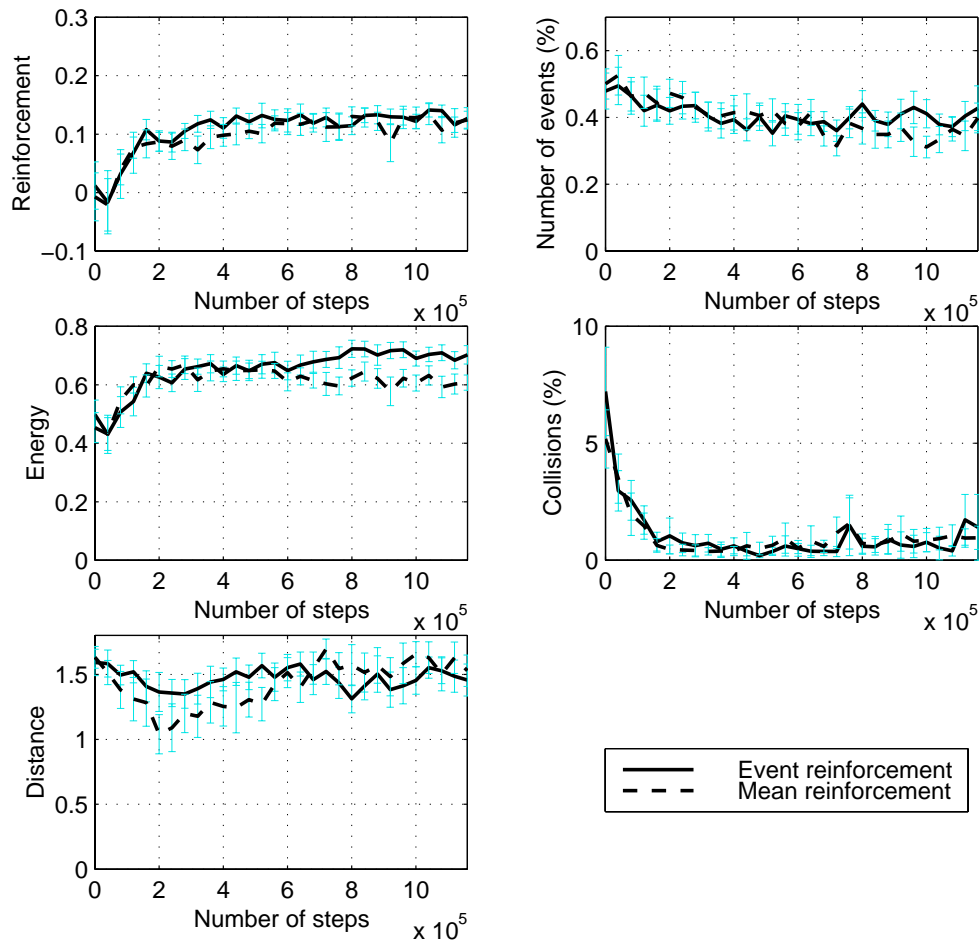 Reinforcement
0.3
0.2
0.1
0
−0.1
0 2 4 6 8 10
Number of steps
x 10^5
Number of events (%)
0.6
0.4
0.2
0
0 2 4 6 8 10
Number of steps
x 10^5
Energy
0.8
0.6
0.4
0.2
0
0 2 4 6 8 10
Number of steps
x 10^5
Collisions (%)
10
5
0
0 2 4 6 8 10
Number of steps
x 10^5
Distance
1.5
1
0.5
0
0 2 4 6 8 10
Number of steps
x 10^5
Event reinforcement
Mean reinforcement